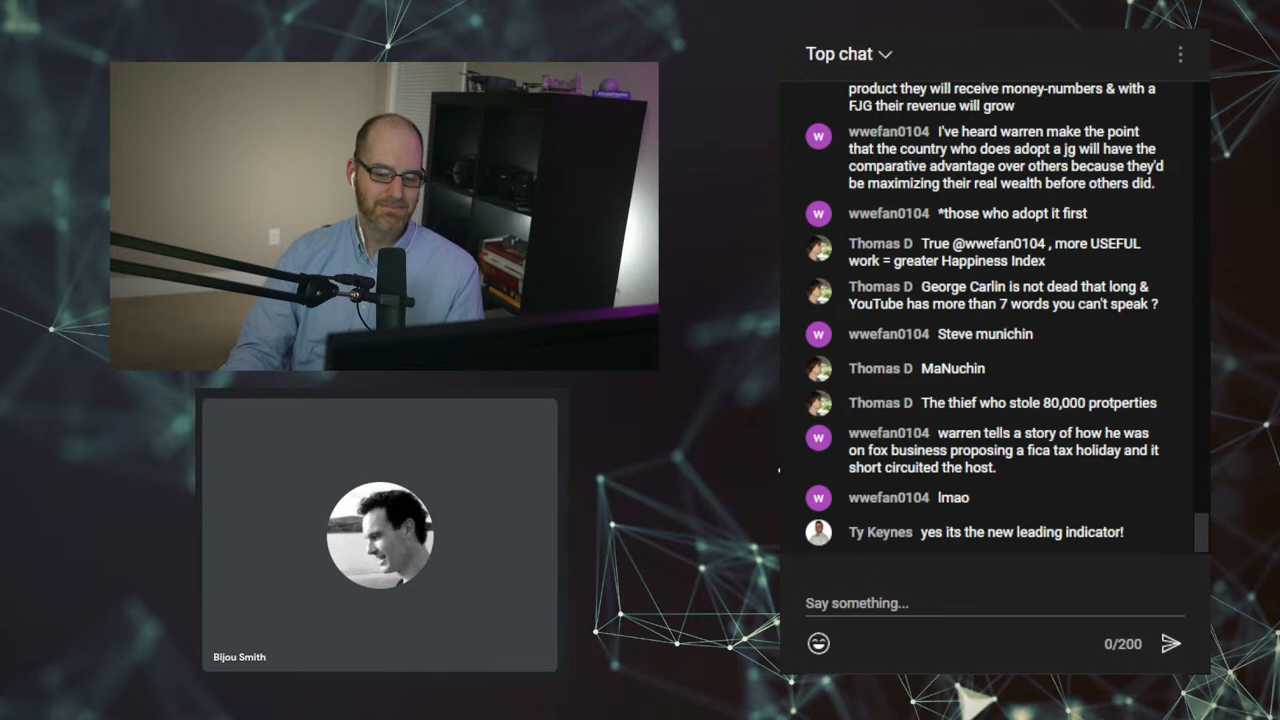 Top chat
product they will receive money-numbers & with a
FJG their revenue will grow
W wwefan0104 I've heard warren make the point
that the country who does adopt a jg will have the
comparative advantage over others because they'd
be maximizing their real wealth before others did.
W wwefan0104 *those who adopt it first
Thomas D True @wwefan0104 , more USEFUL
work = greater Happiness Index
Thomas D George Carlin is not dead that long &
YouTube has more than 7 words you can't speak ?
W wwefan0104 Steve munichin
Thomas D MaNuchin
Thomas D The thief who stole 80,000 protperties
W wwefan0104 warren tells a story of how he was
on fox business proposing a fica tax holiday and it
short circuited the host.
W wwefan0104 lmao
Ty Keynes yes its the new leading indicator!
Say something...
0/200
Bijou Smith